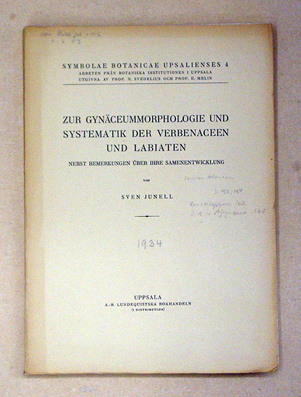 SYMBOLAE BOTANICAE UPSALIENSES 4
ARBETEN FRÅN BOTANISKA INSTITUTIONEN I UPPSALA
UTGIVNA AV PROF. N. SVEDELIUS OCH PROF. E. MELIN
ZUR GYNÄCEUMMORPHOLOGIE UND
SYSTEMATIK DER VERBENACEEN
UND LABIATEN
NEBST BEMERKUNGEN ÜBER IHRE SAMENENTWICKLUNG
VON
SVEN JUNELL
1934
UPPSALA
A.-B. LUNDEQUISTSKA BOKHANDELN
(I DISTRIBUTION)